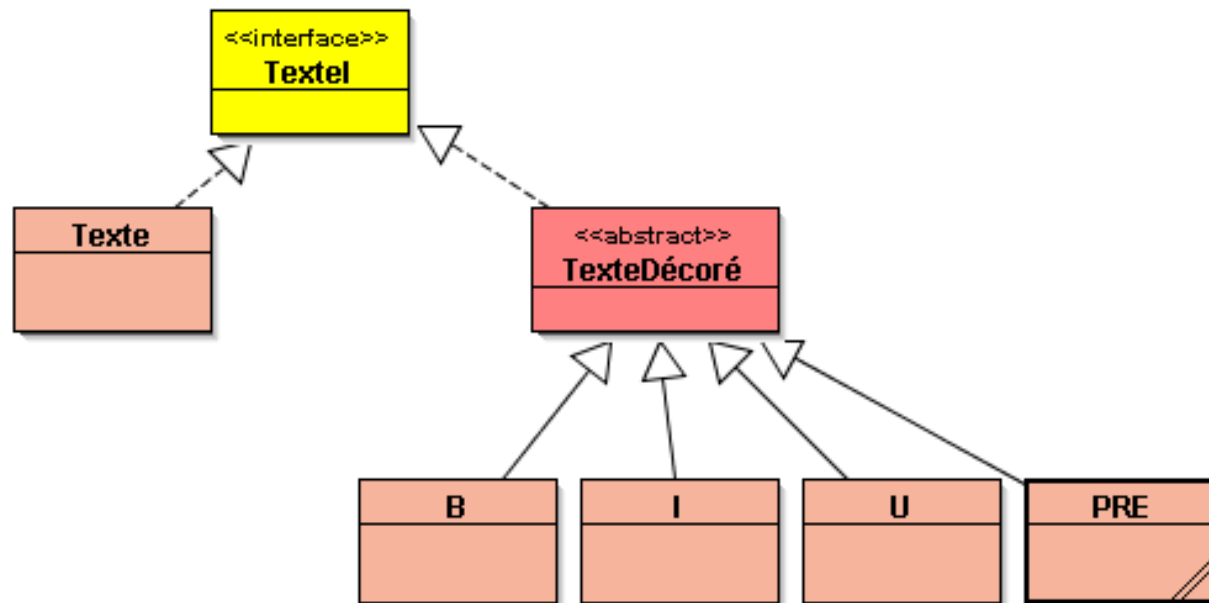 <<interface>>
TexteI
Texte
<<abstract>>
TexteDécoré
B
I
U
PRE